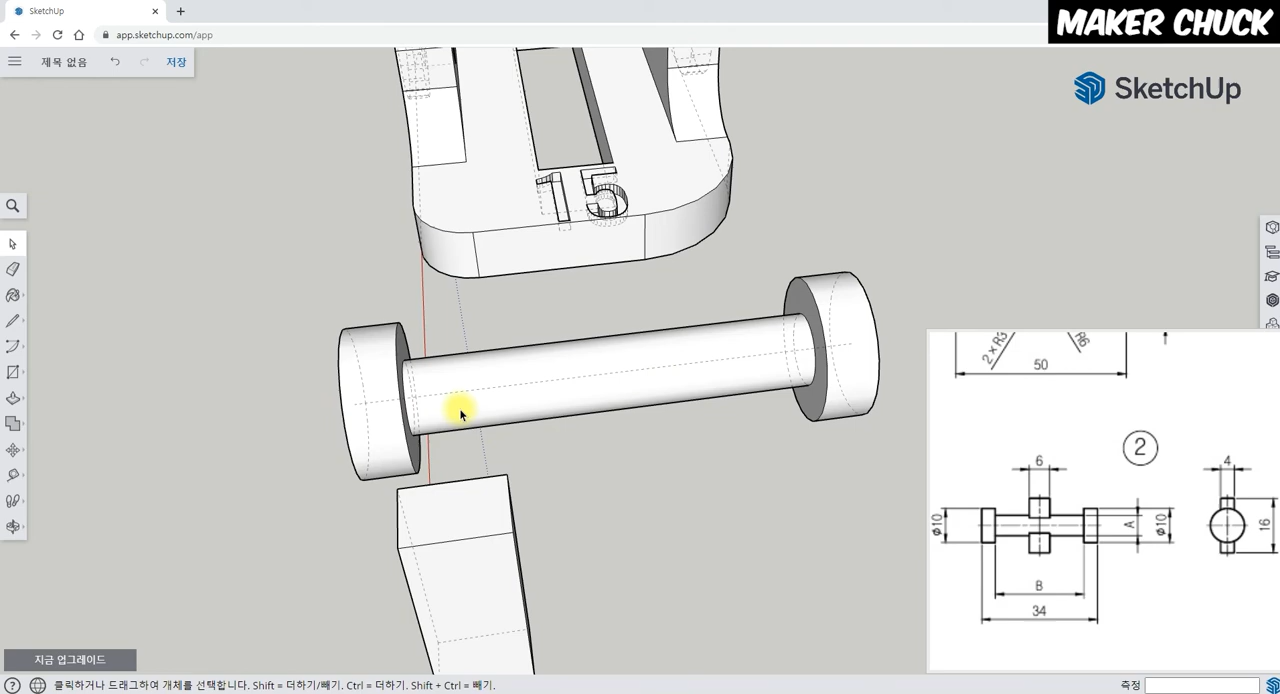 SketchUp
app.sketchup.com/app
MAKER CHUCK
제목 없음
저장
SketchUp
15
2×R3
R6
50
2
6
4
φ10
A
φ10
16
B
34
지금 업그레이드
클릭하거나 드래그하여 개체를 선택합니다. Shift = 더하기/빼기. Ctrl = 더하기. Shift + Ctrl = 빼기.
측정